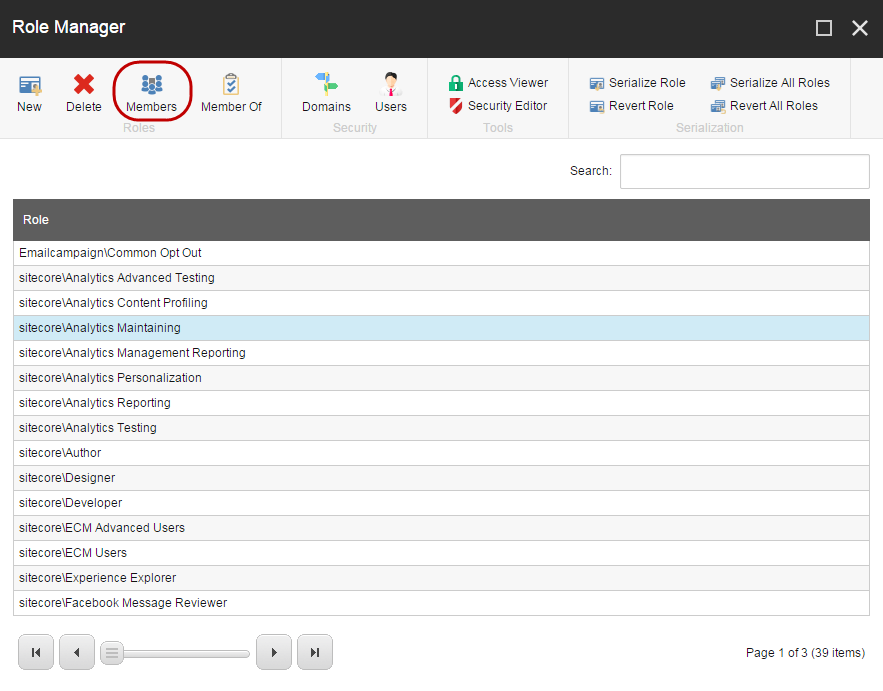 Role Manager
New Delete Members Member Of Domains Users Access Viewer Serialize Role Serialize All Roles
Security Editor Revert Role Revert All Roles
Roles Security Tools Serialization
Search:
Role
Emailcampaign\Common Opt Out
sitecore\Analytics Advanced Testing
sitecore\Analytics Content Profiling
sitecore\Analytics Maintaining
sitecore\Analytics Management Reporting
sitecore\Analytics Personalization
sitecore\Analytics Reporting
sitecore\Analytics Testing
sitecore\Author
sitecore\Designer
sitecore\Developer
sitecore\ECM Advanced Users
sitecore\ECM Users
sitecore\Experience Explorer
sitecore\Facebook Message Reviewer
Page 1 of 3 (39 items)